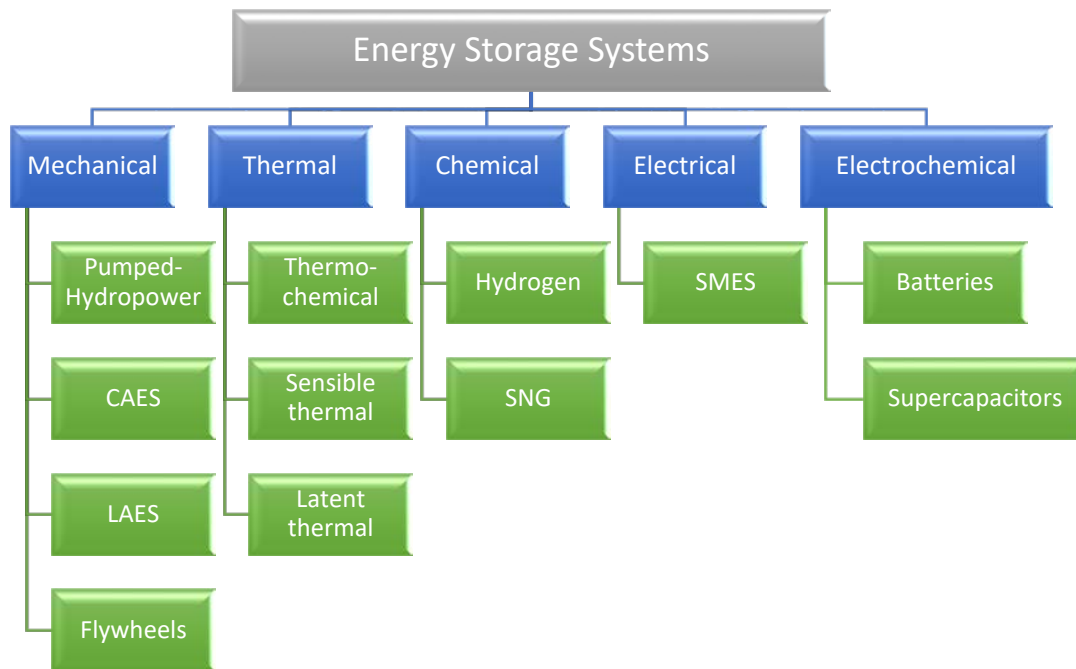 Energy Storage Systems
Mechanical
Thermal
Chemical
Electrical
Electrochemical
Pumped-
Hydropower
Thermo-
chemical
Hydrogen
SMES
Batteries
CAES
Sensible
thermal
SNG
Supercapacitors
LAES
Latent
thermal
Flywheels